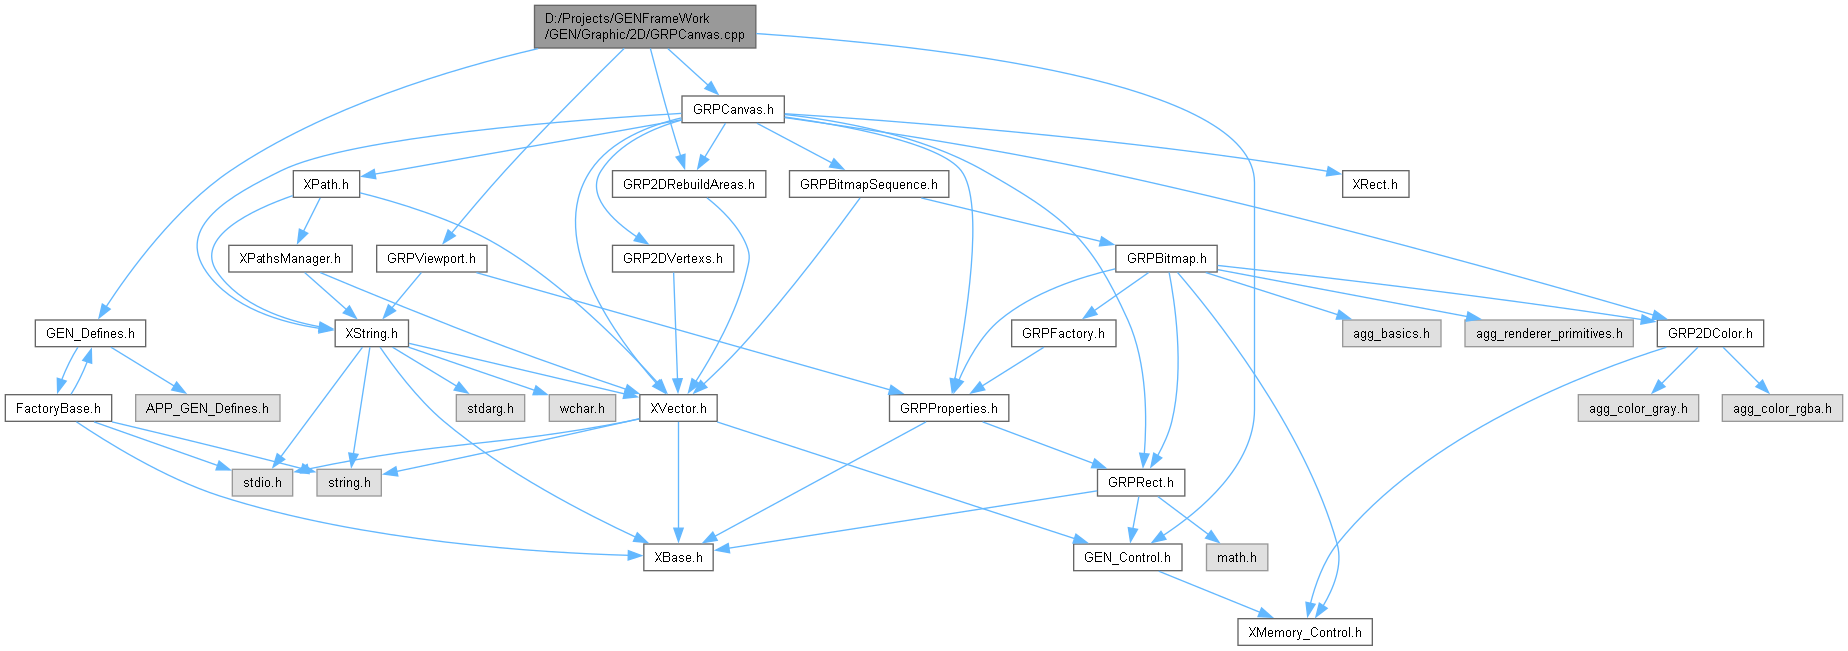 D:/Projects/GENFrameWork
/GEN/Graphic/2D/GRPCanvas.cpp
GRPCanvas.h
XPath.h
GRP2DRebuildAreas.h
GRPBitmapSequence.h
XRect.h
XPathsManager.h
GRPViewport.h
GRP2DVertexs.h
GRPBitmap.h
GEN_Defines.h
XString.h
GRPFactory.h
agg_basics.h
agg_renderer_primitives.h
GRP2DColor.h
FactoryBase.h
APP_GEN_Defines.h
stdarg.h
wchar.h
XVector.h
GRPProperties.h
agg_color_gray.h
agg_color_rgba.h
stdio.h
string.h
GRPRect.h
XBase.h
GEN_Control.h
math.h
XMemory_Control.h